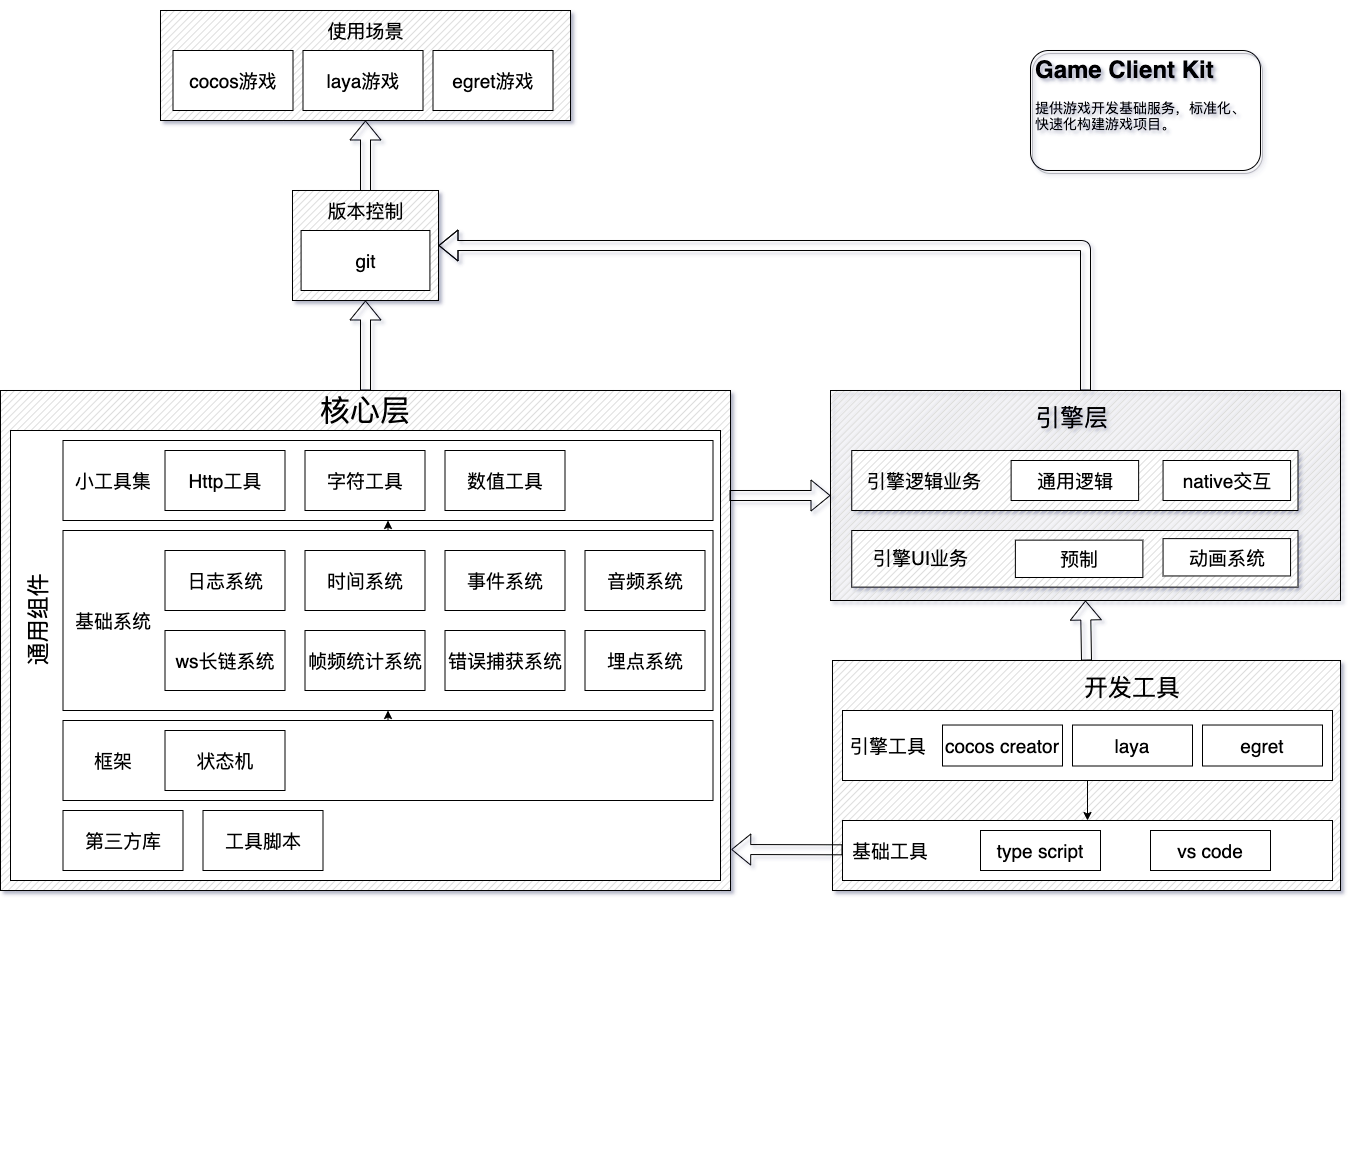 使用场景
cocos游戏
laya游戏
egret游戏
Game Client Kit
提供游戏开发基础服务，标准化、
快速化构建游戏项目。
版本控制
git
核心层
通用组件
小工具集
Http工具
字符工具
数值工具
基础系统
日志系统
时间系统
事件系统
音频系统
ws长链系统
帧频统计系统
错误捕获系统
埋点系统
框架
状态机
第三方库
工具脚本
引擎层
引擎逻辑业务
通用逻辑
native交互
引擎UI业务
预制
动画系统
开发工具
引擎工具
cocos creator
laya
egret
基础工具
type script
vs code